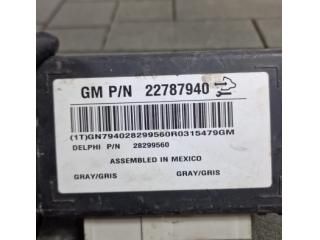 GM P/N 22787940
(1T)GN794028299560R0315479GM
DELPHI P/N 28299560
ASSEMBLED IN MEXICO
GRAY/GRIS GRAY/GRIS